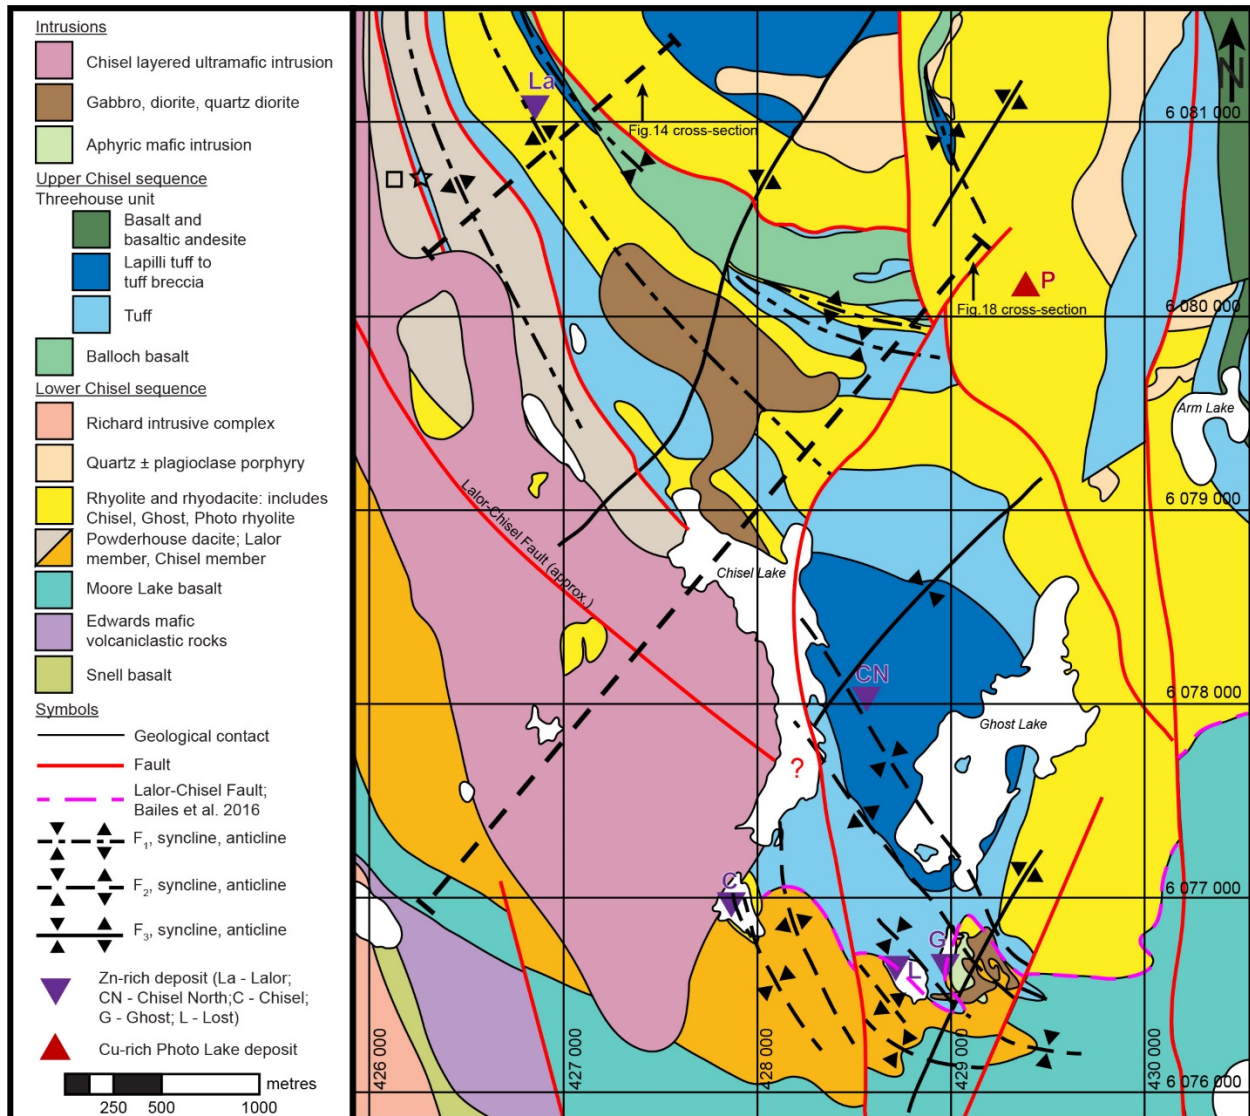 Intrusions
Chisel layered ultramafic intrusion
Gabbro, diorite, quartz diorite
Aphyric mafic intrusion
Upper Chisel sequence
Threehouse unit
Basalt and
basaltic andesite
Lapilli tuff to
tuff breccia
Tuff
Balloch basalt
Lower Chisel sequence
Richard intrusive complex
Quartz ± plagioclase porphyry
Rhyolite and rhyodacite: includes
Chisel, Ghost, Photo rhyolite
Powderhouse dacite; Lalor
member, Chisel member
Moore Lake basalt
Edwards mafic
volcaniclastic rocks
Snell basalt
Symbols
Geological contact
Fault
Lalor-Chisel Fault;
Bailes et al. 2016
F1, syncline, anticline
F2, syncline, anticline
F3, syncline, anticline
Zn-rich deposit (La - Lalor;
CN - Chisel North;C - Chisel;
G - Ghost; L - Lost)
Cu-rich Photo Lake deposit
metres
250 500 1000
N
La
Fig.14 cross-section
6 081 000
P
Fig.18 cross-section
6 080 000
Arm Lake
6 079 000
Lalor-Chisel Fault (approx.)
Chisel Lake
CN
6 078 000
Ghost Lake
?
C
6 077 000
G
L
426 000
427 000
428 000
429 000
430 000
6 076 000